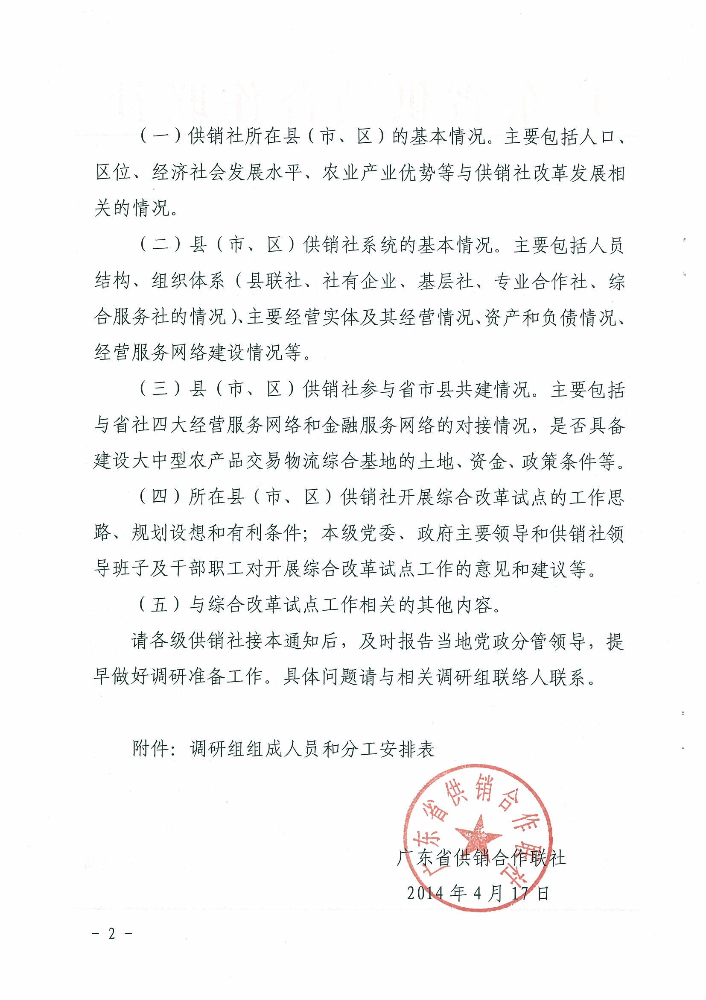 （一）供销社所在县（市、区）的基本情况。主要包括人口、
区位、经济社会发展水平、农业产业优势等与供销社改革发展相
关的情况。
（二）县（市、区）供销社系统的基本情况。主要包括人员
结构、组织体系（县联社、社有企业、基层社、专业合作社、综
合服务社的情况）、主要经营实体及其经营情况、资产和负债情况、
经营服务网络建设情况等。
（三）县（市、区）供销社参与省市县共建情况。主要包括
与省社四大经营服务网络和金融服务网络的对接情况，是否具备
建设大中型农产品交易物流综合基地的土地、资金、政策条件等。
（四）所在县（市、区）供销社开展综合改革试点的工作思
路、规划设想和有利条件；本级党委、政府主要领导和供销社领
导班子及干部职工对开展综合改革试点工作的意见和建议等。
（五）与综合改革试点工作相关的其他内容。
请各级供销社接本通知后，及时报告当地党政分管领导，提
早做好调研准备工作。具体问题请与相关调研组联络人联系。
附件：调研组组成人员和分工安排表
广东省供销合作联社
广东省供销合作联社
2014年4月17日
- 2 -